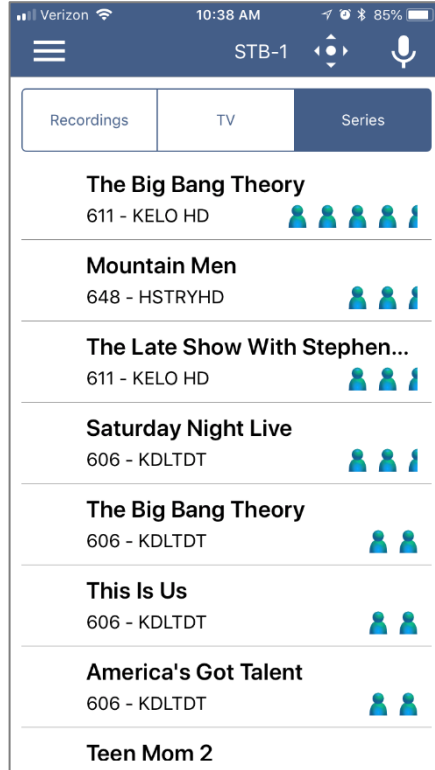 Verizon 10:38 AM 85%
STB-1
Recordings TV Series
The Big Bang Theory
611 - KELO HD
Mountain Men
648 - HSTRYHD
The Late Show With Stephen...
611 - KELO HD
Saturday Night Live
606 - KDLTDT
The Big Bang Theory
606 - KDLTDT
This Is Us
606 - KDLTDT
America's Got Talent
606 - KDLTDT
Teen Mom 2